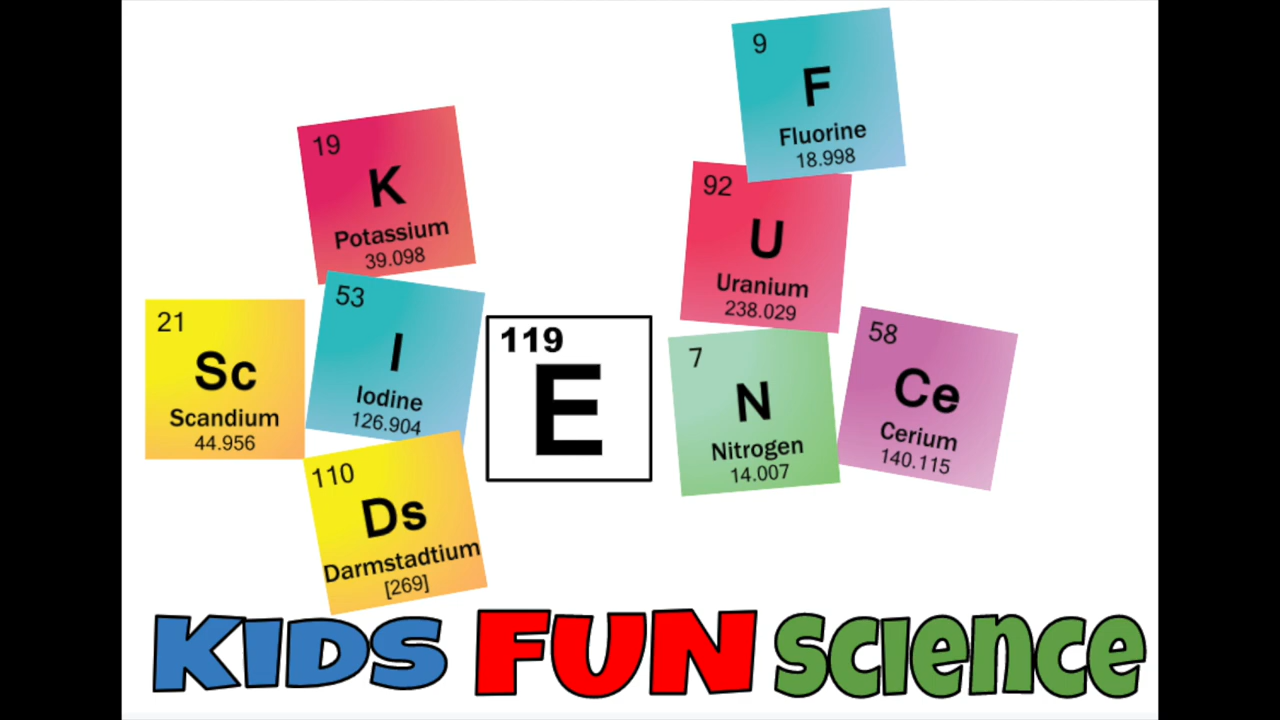 9
F
Fluorine
18.998
19
K
Potassium
39.098
92
U
Uranium
238.029
21
Sc
Scandium
44.956
53
I
Iodine
126.904
119
E
7
N
Nitrogen
14.007
58
Ce
Cerium
140.115
110
Ds
Darmstadtium
[269]
KIDS FUN SCIENCE